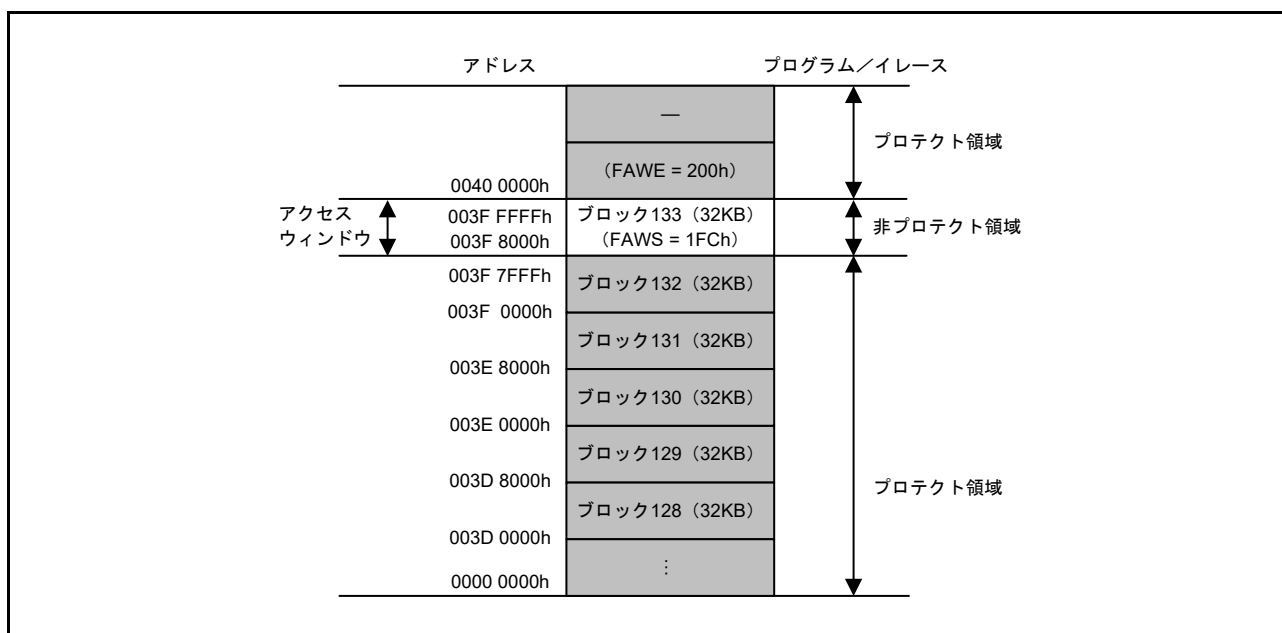 アドレス
プログラム/イレース
—
プロテクト領域
(FAWE = 200h)
0040 0000h
アクセス
ウィンドウ
003F FFFFh
ブロック133(32KB)
非プロテクト領域
003F 8000h
(FAWS = 1FCh)
003F 7FFFh
ブロック132(32KB)
003F 0000h
ブロック131(32KB)
003E 8000h
ブロック130(32KB)
003E 0000h
ブロック129(32KB)
003D 8000h
プロテクト領域
ブロック128(32KB)
003D 0000h
⋮
0000 0000h